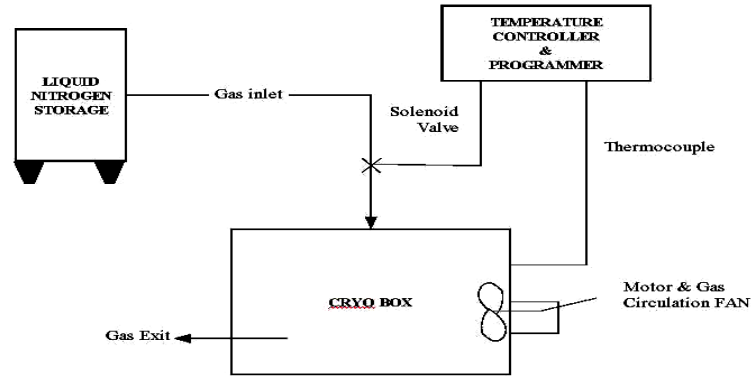 TEMPERATURE
CONTROLLER
&
PROGRAMMER
LIQUID
NITROGEN
STORAGE
Gas inlet
Solenoid
Valve
Thermocouple
CRYO BOX
Motor & Gas
Circulation FAN
Gas Exit